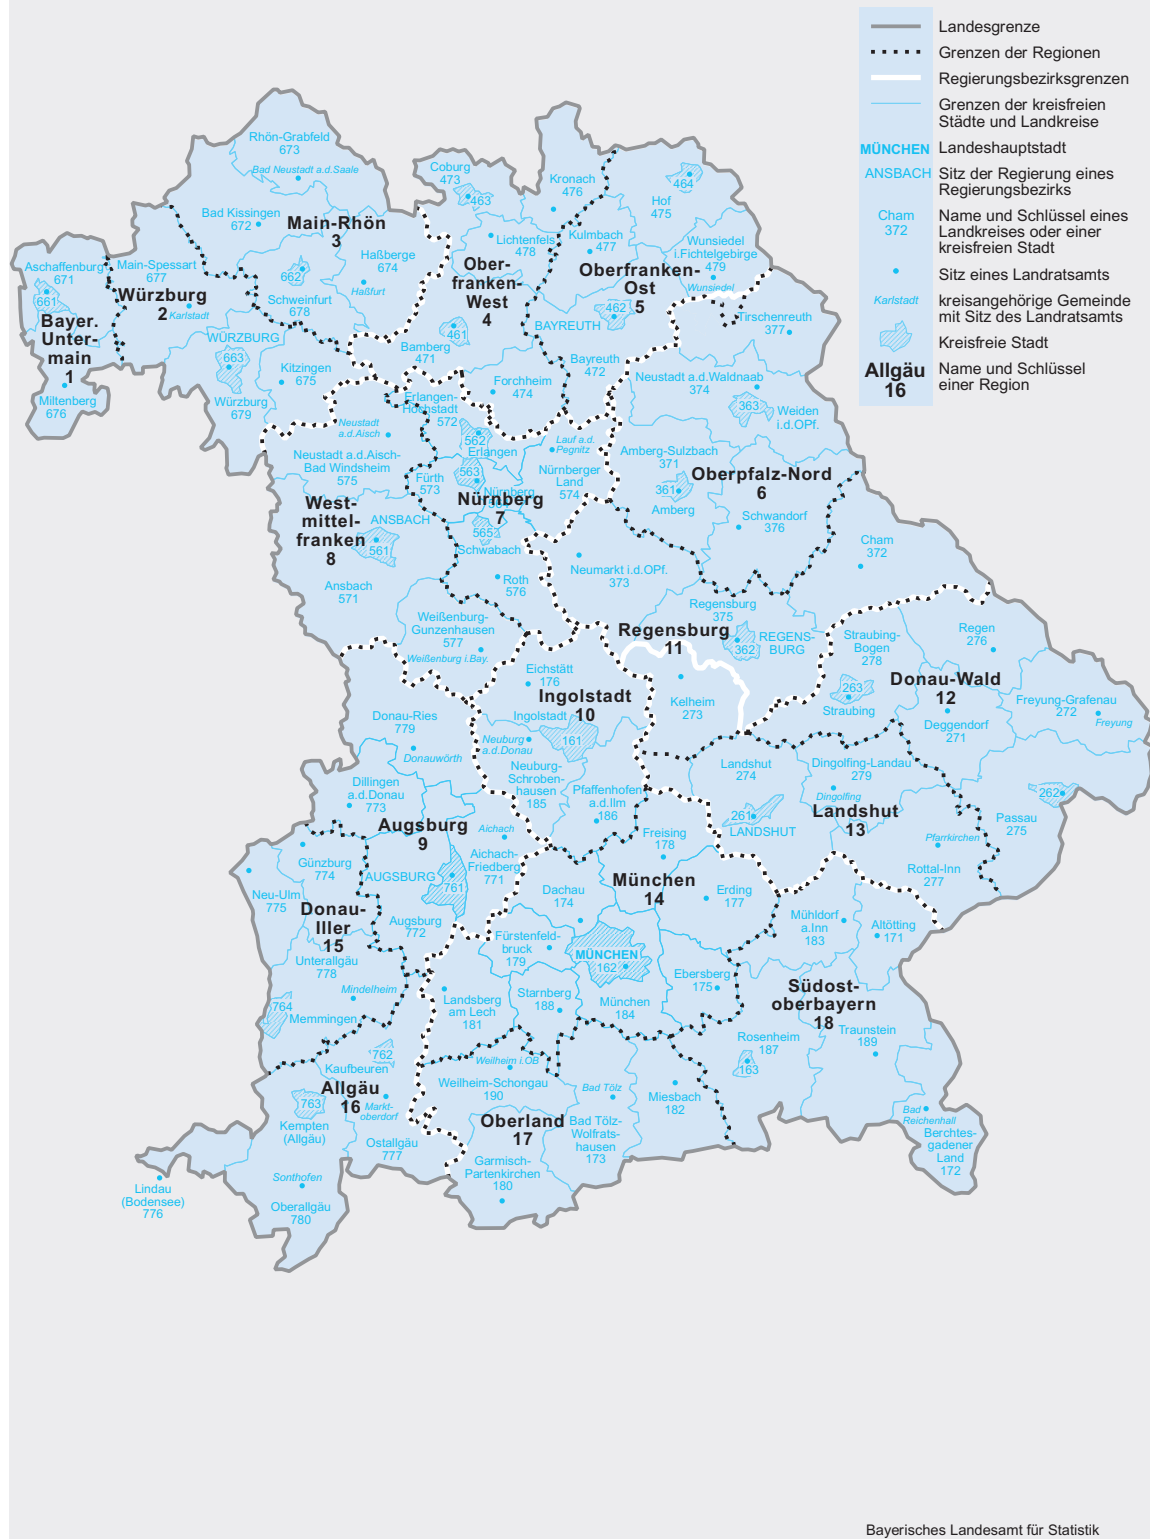 Landesgrenze
Grenzen der Regionen
Regierungsbezirksgrenzen
Grenzen der kreisfreien
Städte und Landkreise
MÜNCHEN Landeshauptstadt
ANSBACH Sitz der Regierung eines
Regierungsbezirks
Cham
372
Name und Schlüssel eines
Landkreises oder einer
kreisfreien Stadt
Sitz eines Landratsamts
Karlstadt
kreisangehörige Gemeinde
mit Sitz des Landratsamts
Kreisfreie Stadt
Allgäu
16
Name und Schlüssel
einer Region
Rhön-Grabfeld
673
Bad Neustadt a.d.Saale
Bad Kissingen
672
Main-Rhön
3
Haßberge
674
Haßfurt
662
Schweinfurt
678
Coburg
473
463
Kronach
476
Lichtenfels
478
Kulmbach
477
464
Hof
475
Wunsiedel
i.Fichtelgebirge
479
Wunsiedel
Ober-
franken-
West
4
Oberfranken-
Ost
5
462
BAYREUTH
Bayreuth
472
461
Bamberg
471
Forchheim
474
Tirschenreuth
377
Aschaffenburg
671
661
Bayer.
Unter-
main
1
Miltenberg
676
Main-Spessart
677
Würzburg
2
Karlstadt
WÜRZBURG
663
Würzburg
679
Kitzingen
675
Neustadt a.d.Waldnaab
374
363
Weiden
i.d.OPf.
Erlangen-
Höchstadt
572
Neustadt
a.d.Aisch
Neustadt a.d.Aisch-
Bad Windsheim
575
562
Erlangen
Lauf a.d.
Pegnitz
Nürnberger
Land
574
Fürth
573
563
Nürnberg
Nürnberg
7
565
Schwabach
Roth
576
West-
mittel-
franken
8
ANSBACH
561
Ansbach
571
Weißenburg-
Gunzenhausen
577
Weißenburg i.Bay.
Amberg-Sulzbach
371
361
Amberg
Oberpfalz-Nord
6
Schwandorf
376
Cham
372
Neumarkt i.d.OPf.
373
Regensburg
375
Regensburg
11
362
REGENS-
BURG
Kelheim
273
Straubing-
Bogen
278
263
Straubing
Regen
276
Donau-Wald
12
Deggendorf
271
Freyung-Grafenau
272
Freyung
262
Passau
275
Eichstätt
176
Ingolstadt
10
Ingolstadt
161
Neuburg
a.d.Donau
Neuburg-
Schroben-
hausen
185
Pfaffenhofen
a.d.Ilm
186
Landshut
274
261
LANDSHUT
Dingolfing-Landau
279
Dingolfing
Landshut
13
Pfarrkirchen
Rottal-Inn
277
Donau-Ries
779
Donauwörth
Dillingen
a.d.Donau
773
Augsburg
9
Aichach
Aichach-
Friedberg
771
AUGSBURG
761
Augsburg
772
Günzburg
774
Neu-Ulm
775
Donau-
Iller
15
Unterallgäu
778
Mindelheim
764
Memmingen
Freising
178
München
14
Erding
177
Dachau
174
Fürstenfeld-
bruck
179
MÜNCHEN
162
München
184
Ebersberg
175
Landsberg
am Lech
181
Starnberg
188
Mühldorf
a.Inn
183
Altötting
171
Südost-
oberbayern
18
Rosenheim
187
163
Traunstein
189
Bad
Reichenhall
Berchtes-
gadener
Land
172
762
Kaufbeuren
Allgäu
16
Markt-
oberdorf
763
Kempten
(Allgäu)
Ostallgäu
777
Sonthofen
Oberallgäu
780
Lindau
(Bodensee)
776
Weilheim i.OB
Weilheim-Schongau
190
Oberland
17
Garmisch-
Partenkirchen
180
Bad Tölz
Bad Tölz-
Wolfrats-
hausen
173
Miesbach
182
Bayerisches Landesamt für Statistik